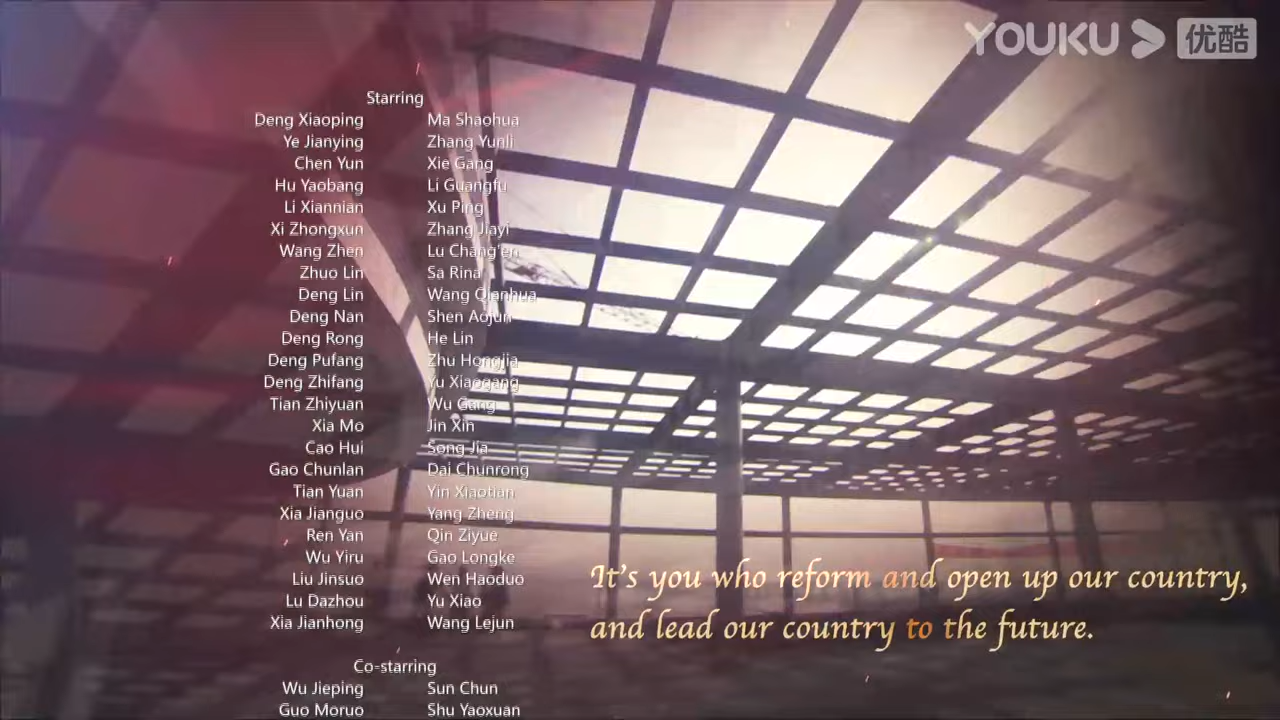 YOUKU 优酷
Starring
Deng Xiaoping Ma Shaohua
Ye Jianying Zhang Yunli
Chen Yun Xie Gang
Hu Yaobang Li Guangfu
Li Xiannian Xu Ping
Xi Zhongxun Zhang Jiayi
Wang Zhen Lu Chang'en
Zhuo Lin Sa Rina
Deng Lin Wang Qianhua
Deng Nan Shen Aojun
Deng Rong He Lin
Deng Pufang Zhu Hongjia
Deng Zhifang Yu Xiaogang
Tian Zhiyuan Wu Gang
Xia Mo Jin Xin
Cao Hui Song Jia
Gao Chunlan Dai Chunrong
Tian Yuan Yin Xiaotian
Xia Jianguo Yang Zheng
Ren Yan Qin Ziyue
Wu Yiru Gao Longke
Liu Jinsuo Wen Haoduo
Lu Dazhou Yu Xiao
Xia Jianhong Wang Lejun
Co-starring
Wu Jieping Sun Chun
Guo Moruo Shu Yaoxuan
It's you who reform and open up our country,
and lead our country to the future.